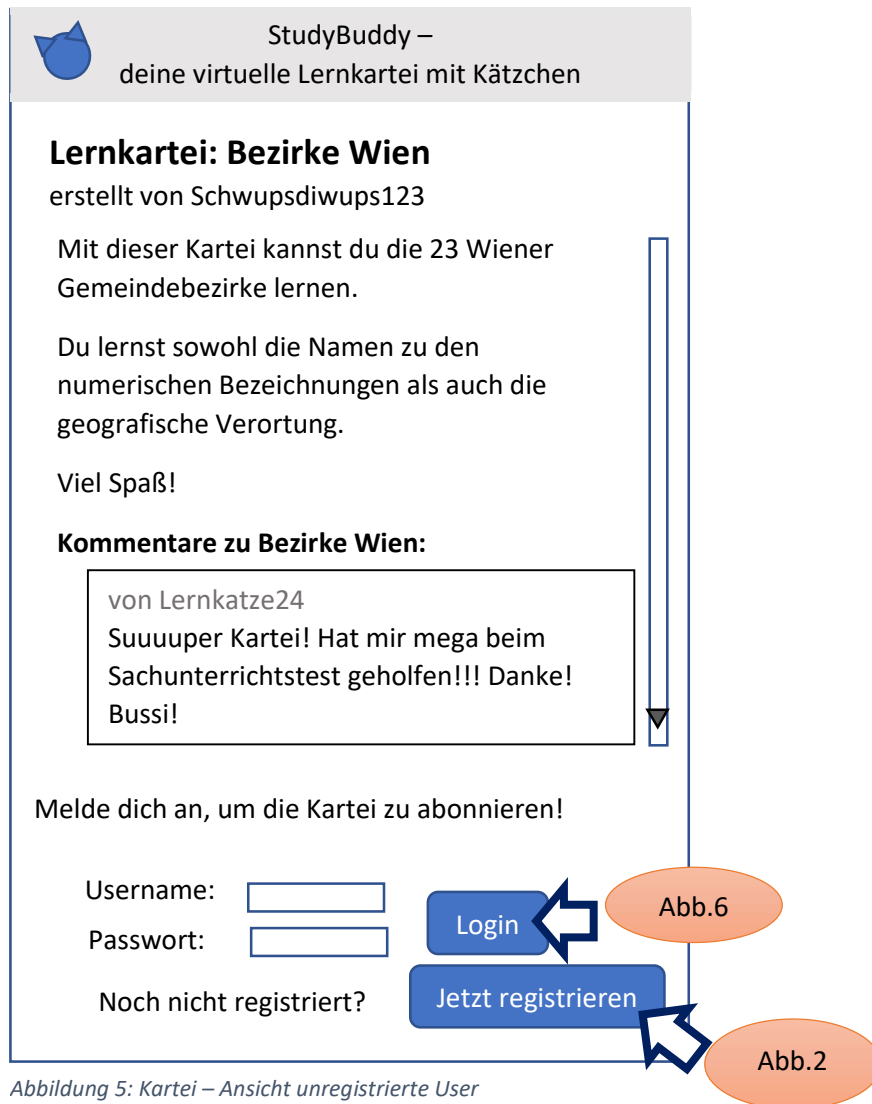 StudyBuddy –
deine virtuelle Lernkartei mit Kätzchen
Lernkartei: Bezirke Wien
erstellt von Schwupsdiwups123
Mit dieser Kartei kannst du die 23 Wiener
Gemeindebezirke lernen.
Du lernst sowohl die Namen zu den
numerischen Bezeichnungen als auch die
geografische Verortung.
Viel Spaß!
Kommentare zu Bezirke Wien:
von Lernkatze24
Suuuuper Kartei! Hat mir mega beim
Sachunterrichtstest geholfen!!! Danke!
Bussi!
Melde dich an, um die Kartei zu abonnieren!
Username:
Login
Abb.6
Passwort:
Noch nicht registriert?
Jetzt registrieren
Abb.2
Abbildung 5: Kartei – Ansicht unregistrierte User